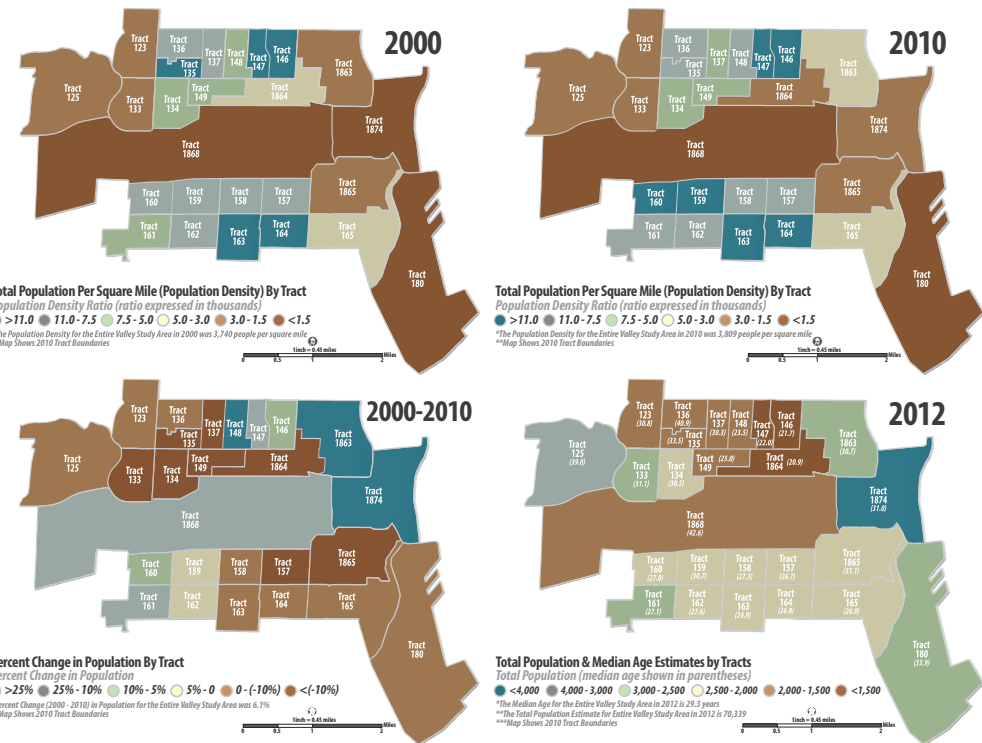 2000
Tract 123
Tract 136
Tract 137
Tract 148
Tract 147
Tract 146
Tract 1863
Tract 135
Tract 125
Tract 133
Tract 134
Tract 149
Tract 1864
Tract 1874
Tract 1868
Tract 160
Tract 159
Tract 158
Tract 157
Tract 1865
Tract 161
Tract 162
Tract 163
Tract 164
Tract 165
Tract 180
otal Population Per Square Mile (Population Density) By Tract
opulation Density Ratio (ratio expressed in thousands)
>11.0 11.0 - 7.5 7.5 - 5.0 5.0 - 3.0 3.0 - 1.5 <1.5
he Population Density for the Entire Valley Study Area in 2000 was 3,740 people per square mile
Map Shows 2010 Tract Boundaries
1inch = 0.45 miles
0 0.5 1 2 Miles
2010
Tract 123
Tract 136
Tract 137
Tract 148
Tract 147
Tract 146
Tract 1863
Tract 135
Tract 125
Tract 133
Tract 134
Tract 149
Tract 1864
Tract 1874
Tract 1868
Tract 160
Tract 159
Tract 158
Tract 157
Tract 1865
Tract 161
Tract 162
Tract 163
Tract 164
Tract 165
Tract 180
Total Population Per Square Mile (Population Density) By Tract
Population Density Ratio (ratio expressed in thousands)
>11.0 11.0 - 7.5 7.5 - 5.0 5.0 - 3.0 3.0 - 1.5 <1.5
*The Population Density for the Entire Valley Study Area in 2010 was 3,809 people per square mile
**Map Shows 2010 Tract Boundaries
1inch = 0.45 miles
0 0.5 1 2 Miles
2000-2010
Tract 123
Tract 136
Tract 137
Tract 148
Tract 147
Tract 146
Tract 1863
Tract 135
Tract 125
Tract 133
Tract 134
Tract 149
Tract 1864
Tract 1874
Tract 1868
Tract 160
Tract 159
Tract 158
Tract 157
Tract 1865
Tract 161
Tract 162
Tract 163
Tract 164
Tract 165
Tract 180
ercent Change in Population By Tract
ercent Change in Population
>25% 25% - 10% 10% - 5% 5% - 0 0 - (-10%) <(-10%)
ercent Change (2000 - 2010) in Population for the Entire Valley Study Area was 6.1%
Map Shows 2010 Tract Boundaries
1inch = 0.45 miles
0 0.5 1 2 Miles
2012
Tract 123 (30.8)
Tract 136 (40.9)
Tract 137 (30.3)
Tract 148 (23.5)
Tract 147 (22.0)
Tract 146 (21.7)
Tract 1863 (30.7)
Tract 135 (33.5)
Tract 125 (39.0)
Tract 133 (31.1)
Tract 134 (30.5)
Tract 149 (25.0)
Tract 1864 (20.9)
Tract 1874 (31.0)
Tract 1868 (42.6)
Tract 160 (27.0)
Tract 159 (30.7)
Tract 158 (27.3)
Tract 157 (26.7)
Tract 1865 (31.1)
Tract 161 (27.1)
Tract 162 (27.6)
Tract 163 (24.9)
Tract 164 (26.0)
Tract 165 (26.9)
Tract 180 (33.9)
Total Population & Median Age Estimates by Tracts
Total Population (median age shown in parentheses)
<4,000 4,000 - 3,000 3,000 - 2,500 2,500 - 2,000 2,000 - 1,500 <1,500
*The Median Age for the Entire Valley Study Area in 2012 is 29.3 years
**The Total Population Estimate for Entire Valley Study Area in 2012 is 70,339
***Map Shows 2010 Tract Boundaries
1inch = 0.45 miles
0 0.5 1 2 Miles